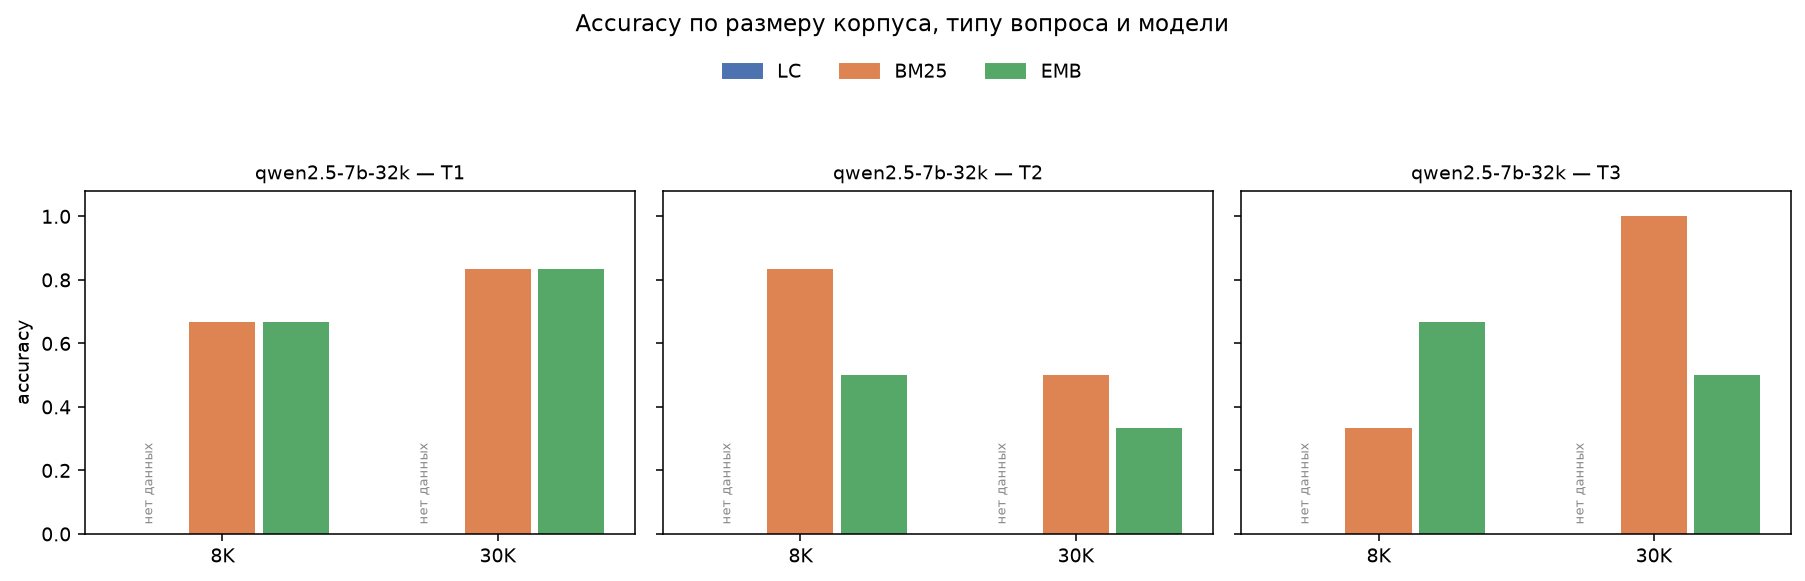 Accuracy по размеру корпуса, типу вопроса и модели
LC BM25 EMB
qwen2.5-7b-32k — T1
accuracy
1.0
0.8
0.6
0.4
0.2
0.0
нет данных
нет данных
8K 30K
qwen2.5-7b-32k — T2
нет данных
нет данных
8K 30K
qwen2.5-7b-32k — T3
нет данных
нет данных
8K 30K